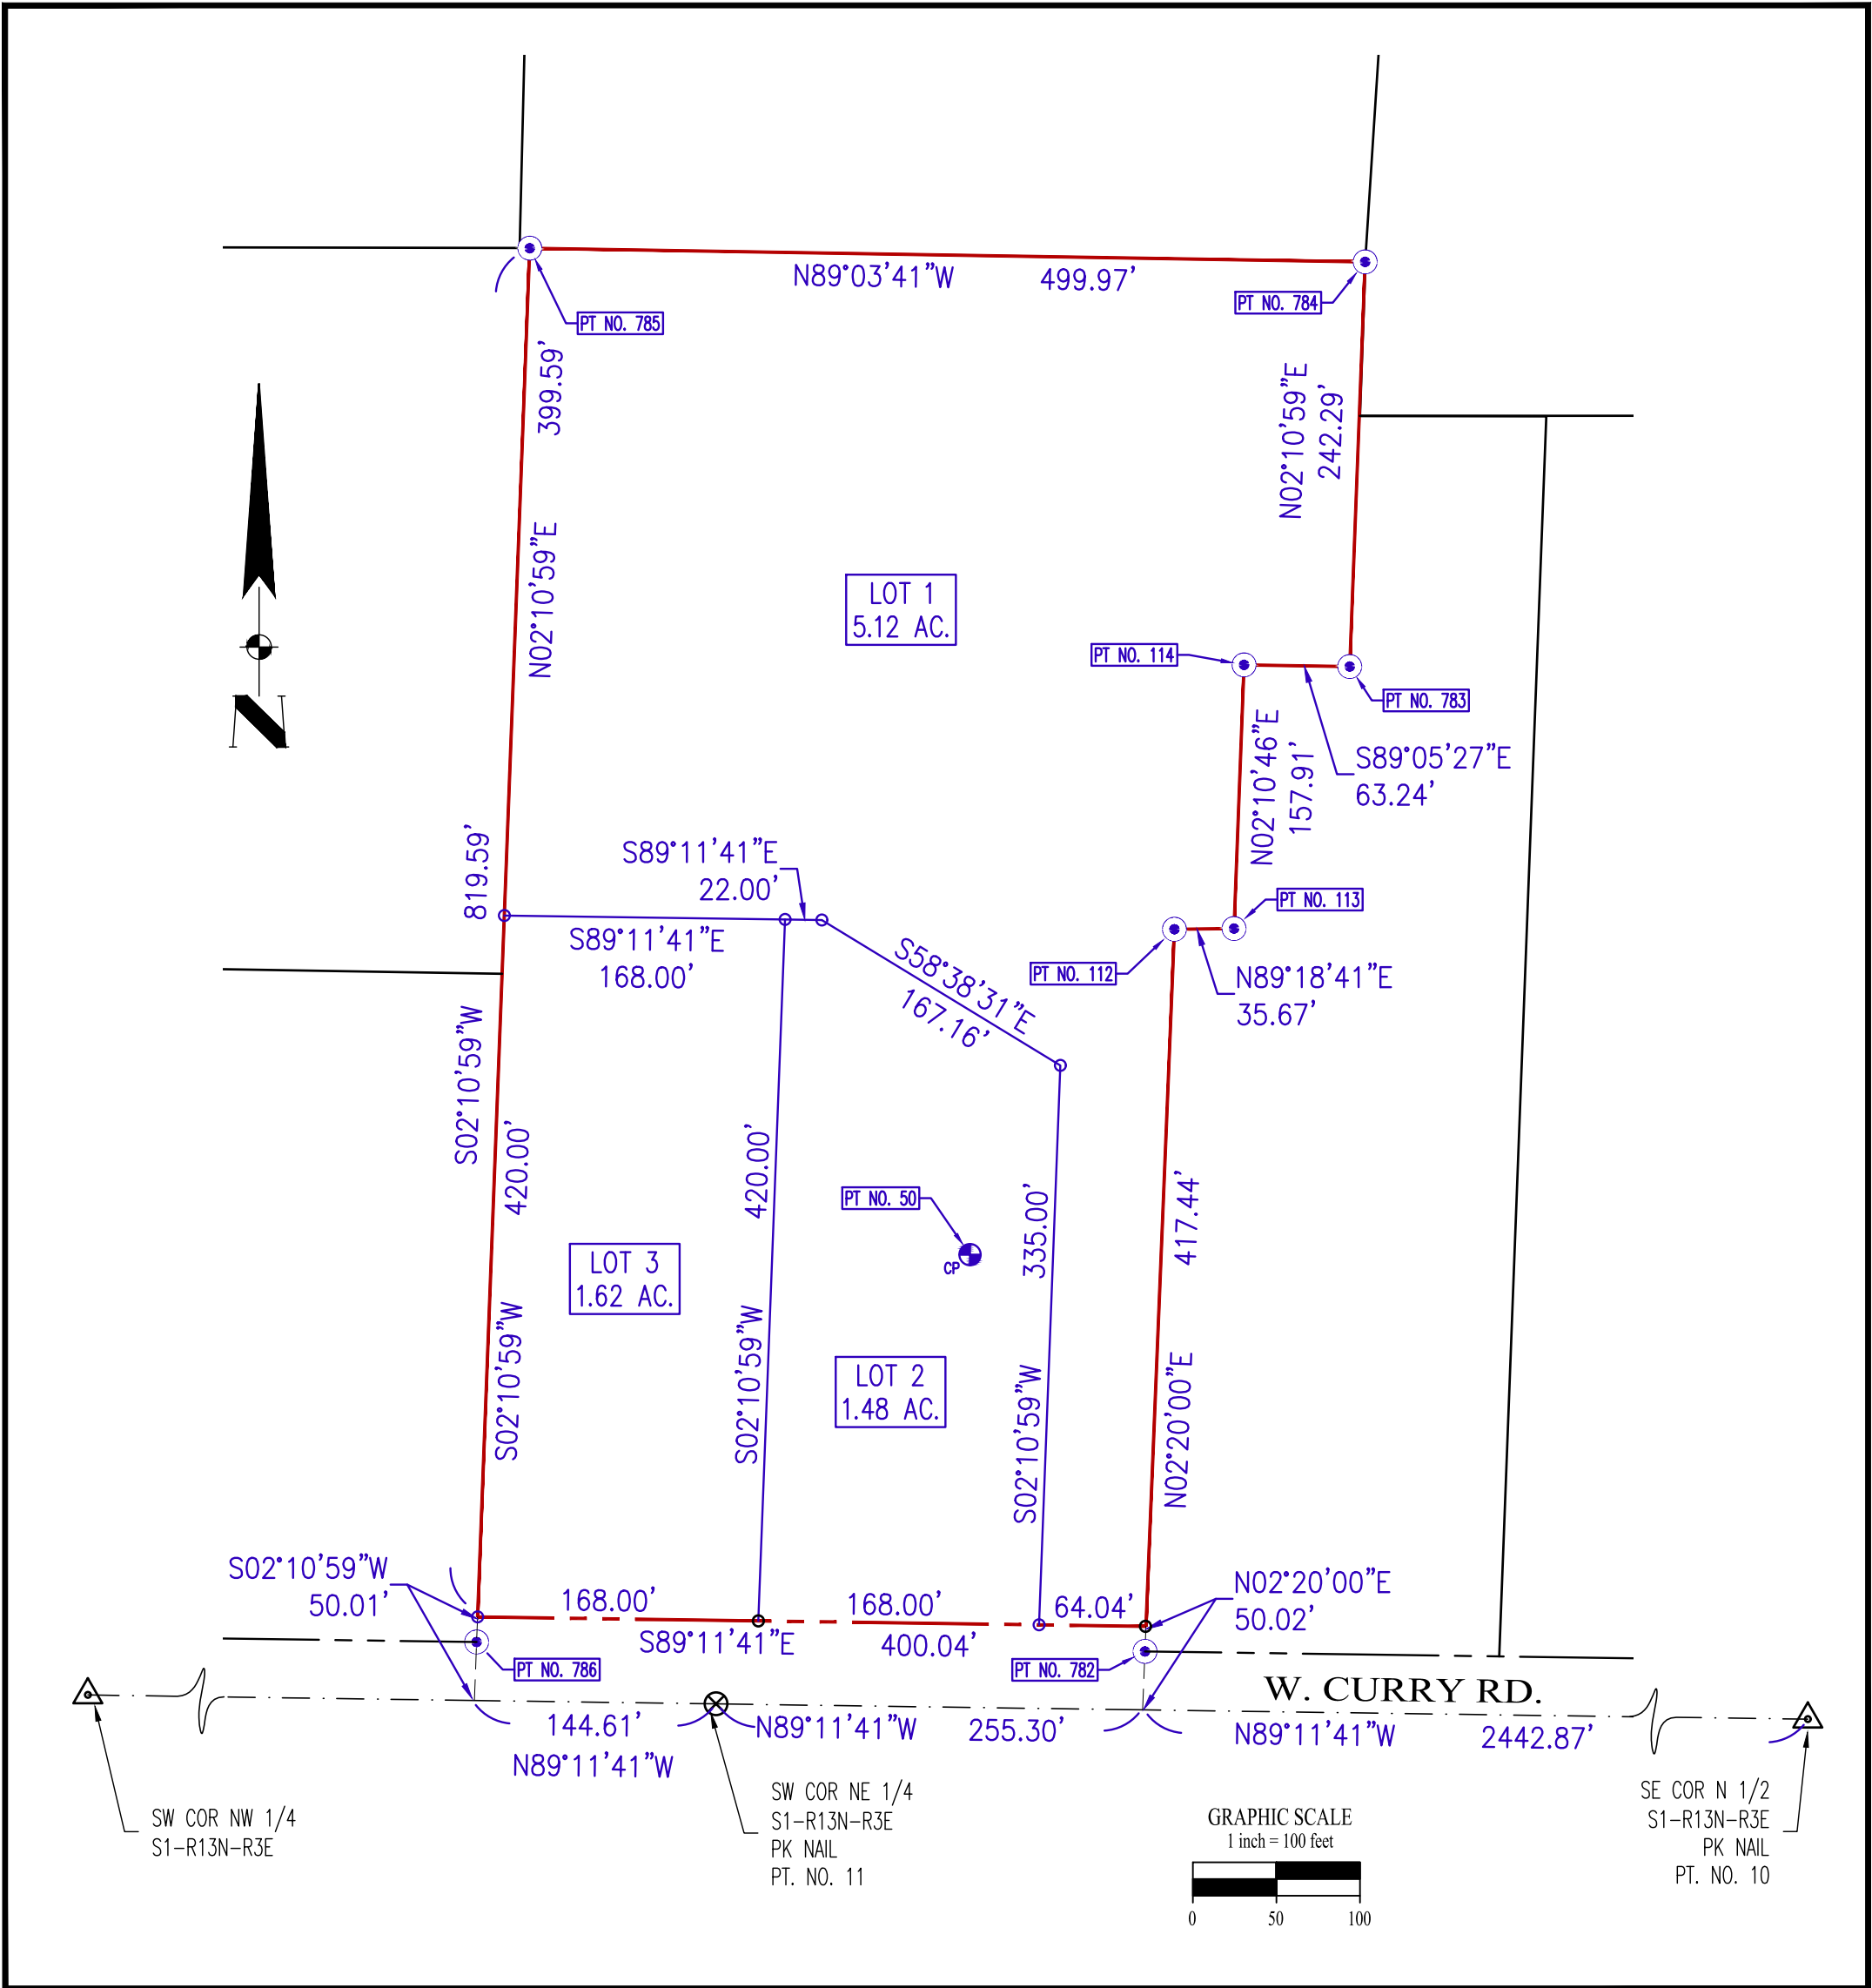 N89°03'41"W 499.97'
PT NO. 785
PT NO. 784
399.59'
N02°10'59"E
242.29'
N02°10'59"E
N
LOT 1
5.12 AC.
PT NO. 114
PT NO. 783
S89°05'27"E
63.24'
N02°10'46"E
157.91'
819.59'
S89°11'41"E
22.00'
PT NO. 113
S89°11'41"E
168.00'
S58°38'31"E
167.16'
PT NO. 112
N89°18'41"E
35.67'
S02°10'59"W
420.00'
420.00'
PT NO. 50
CP
335.00'
417.44'
LOT 3
1.62 AC.
S02°10'59"W
S02°10'59"W
LOT 2
1.48 AC.
S02°10'59"W
N02°20'00"E
S02°10'59"W
50.01'
168.00'
168.00'
64.04'
N02°20'00"E
50.02'
S89°11'41"E
400.04'
PT NO. 786
PT NO. 782
W. CURRY RD.
144.61'
N89°11'41"W
N89°11'41"W 255.30'
N89°11'41"W 2442.87'
SW COR NW 1/4
S1-R13N-R3E
SW COR NE 1/4
S1-R13N-R3E
PK NAIL
PT. NO. 11
GRAPHIC SCALE
1 inch = 100 feet
0 50 100
SE COR N 1/2
S1-R13N-R3E
PK NAIL
PT. NO. 10